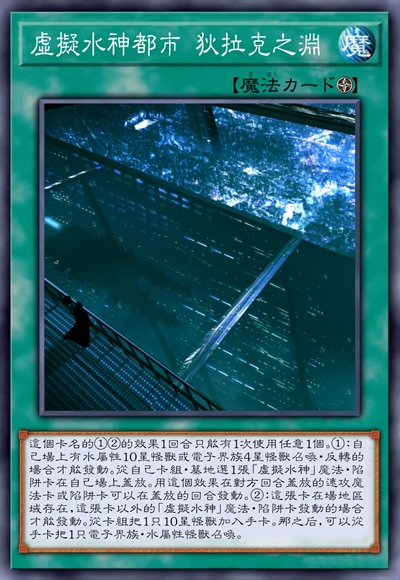 虛擬水神都市 狄拉克之淵
魔
【魔法カード】
這個卡名的①②的效果1回合只能有1次使用任意1個。①:自
己場上有水屬性10星怪獸或電子界族4星怪獸召喚·反轉的
場合才能發動。從自己卡組·墓地選1張「虛擬水神」魔法·陷
阱卡在自己場上蓋放。用這個效果在對方回合蓋放的速攻魔
法卡或陷阱卡可以在蓋放的回合發動。②:這張卡在場地區
域存在,這張卡以外的「虛擬水神」魔法·陷阱卡發動的場合
才能發動。從卡組把1只10星怪獸加入手卡。那之后,可以從
手卡把1只電子界族·水屬性怪獸召喚。